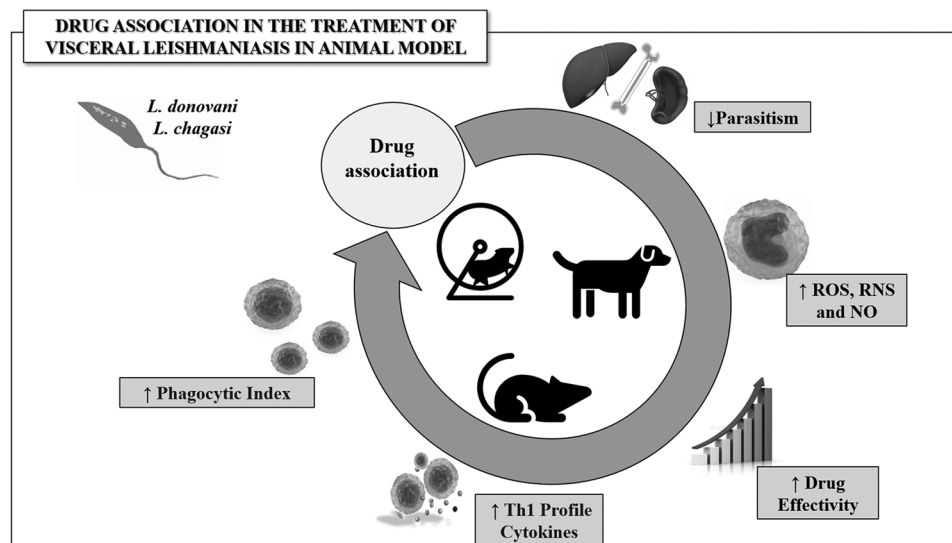 DRUG ASSOCIATION IN THE TREATMENT OF
VISCERAL LEISHMANIASIS IN ANIMAL MODEL
L. donovani
L. chagasi
Drug
association
↓Parasitism
↑ ROS, RNS
and NO
↑ Drug
Effectivity
↑ Th1 Profile
Cytokines
↑ Phagocytic Index